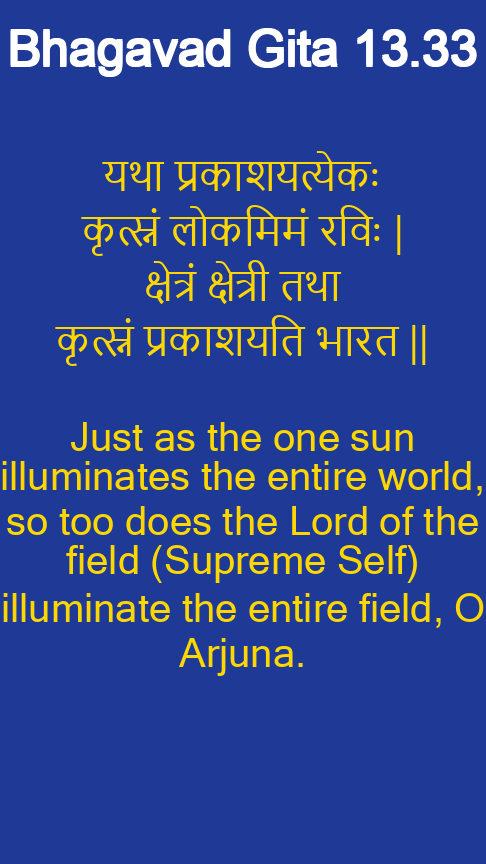 Bhagavad Gita 13.33
यथा प्रकाशयत्येकः
कृत्स्नं लोकमिमं रविः |
क्षेत्रं क्षेत्री तथा
कृत्स्नं प्रकाशयति भारत ||
Just as the one sun
illuminates the entire world,
so too does the Lord of the
field (Supreme Self)
illuminate the entire field, O
Arjuna.